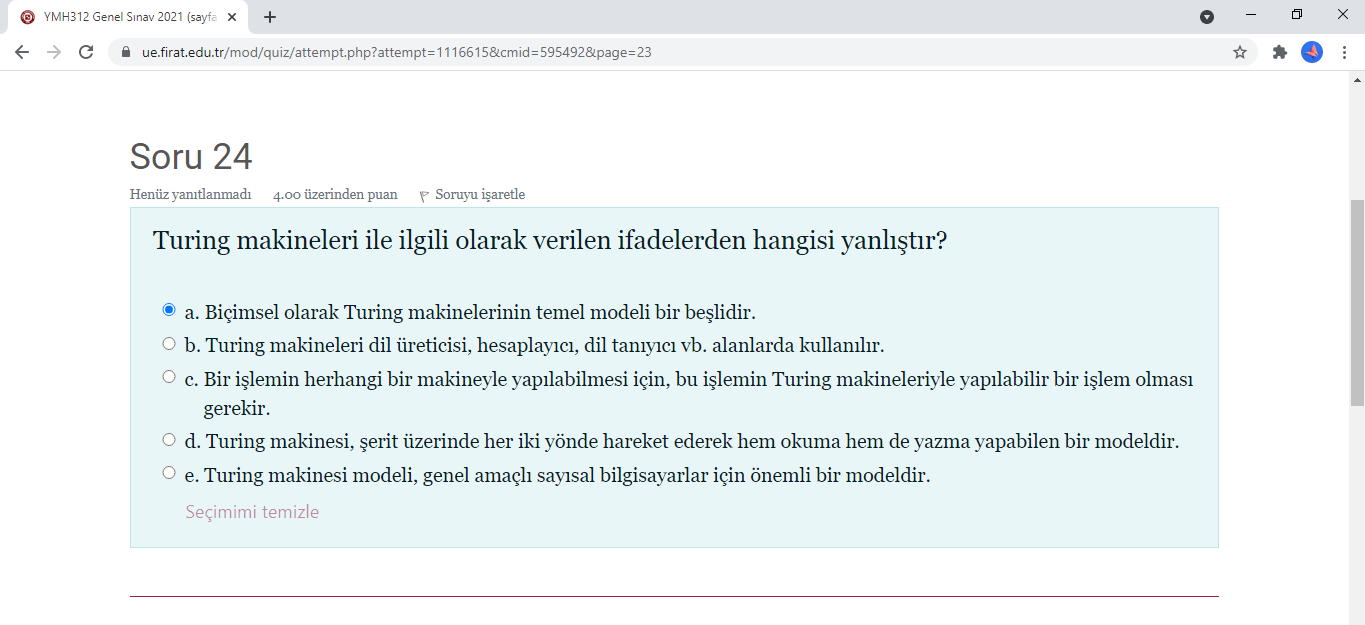 YMH312 Genel Sınav 2021 (sayfa
ue.firat.edu.tr/mod/quiz/attempt.php?attempt=1116615&cmid=595492&page=23
Soru 24
Henüz yanıtlanmadı 4.00 üzerinden puan Soruyu işaretle
Turing makineleri ile ilgili olarak verilen ifadelerden hangisi yanlıştır?
a. Biçimsel olarak Turing makinelerinin temel modeli bir beşlidir.
b. Turing makineleri dil üreticisi, hesaplayıcı, dil tanıyıcı vb. alanlarda kullanılır.
c. Bir işlemin herhangi bir makineyle yapılabilmesi için, bu işlemin Turing makineleriyle yapılabilir bir işlem olması
gerekir.
d. Turing makinesi, şerit üzerinde her iki yönde hareket ederek hem okuma hem de yazma yapabilen bir modeldir.
e. Turing makinesi modeli, genel amaçlı sayısal bilgisayarlar için önemli bir modeldir.
Seçimimi temizle